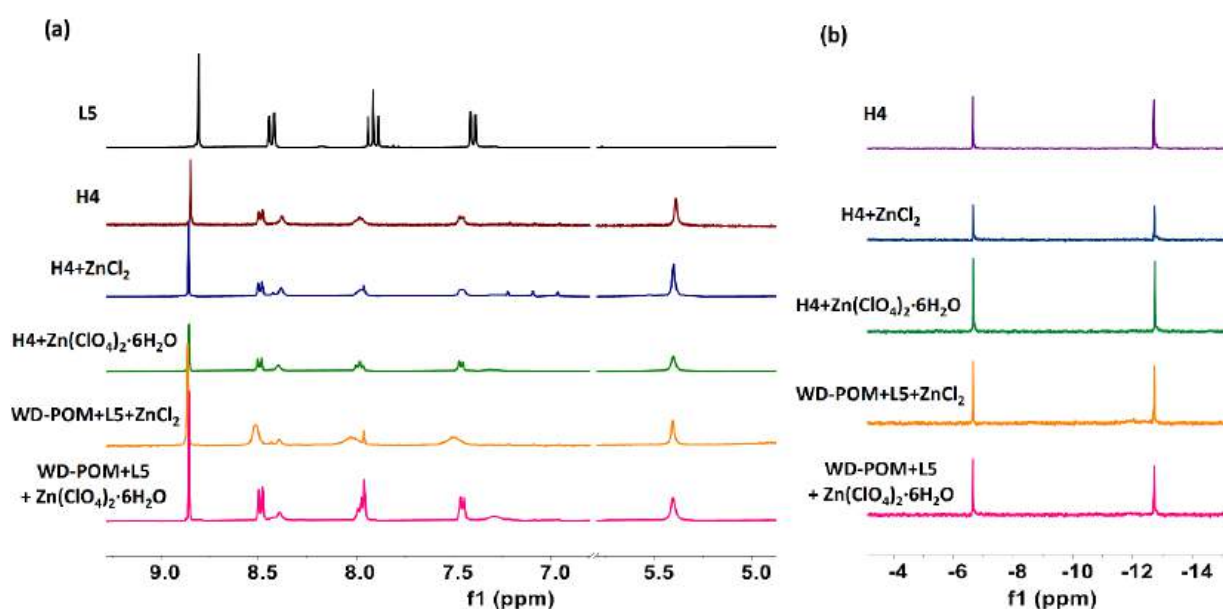 (a)
L5
H4
H4+ZnCl₂
H4+Zn(ClO₄)₂·6H₂O
WD-POM+L5+ZnCl₂
WD-POM+L5
+ Zn(ClO₄)₂·6H₂O
9.0 8.5 8.0 7.5 7.0 5.5 5.0
f1 (ppm)
(b)
H4
H4+ZnCl₂
H4+Zn(ClO₄)₂·6H₂O
WD-POM+L5+ZnCl₂
WD-POM+L5
+ Zn(ClO₄)₂·6H₂O
-4 -6 -8 -10 -12 -14
f1 (ppm)